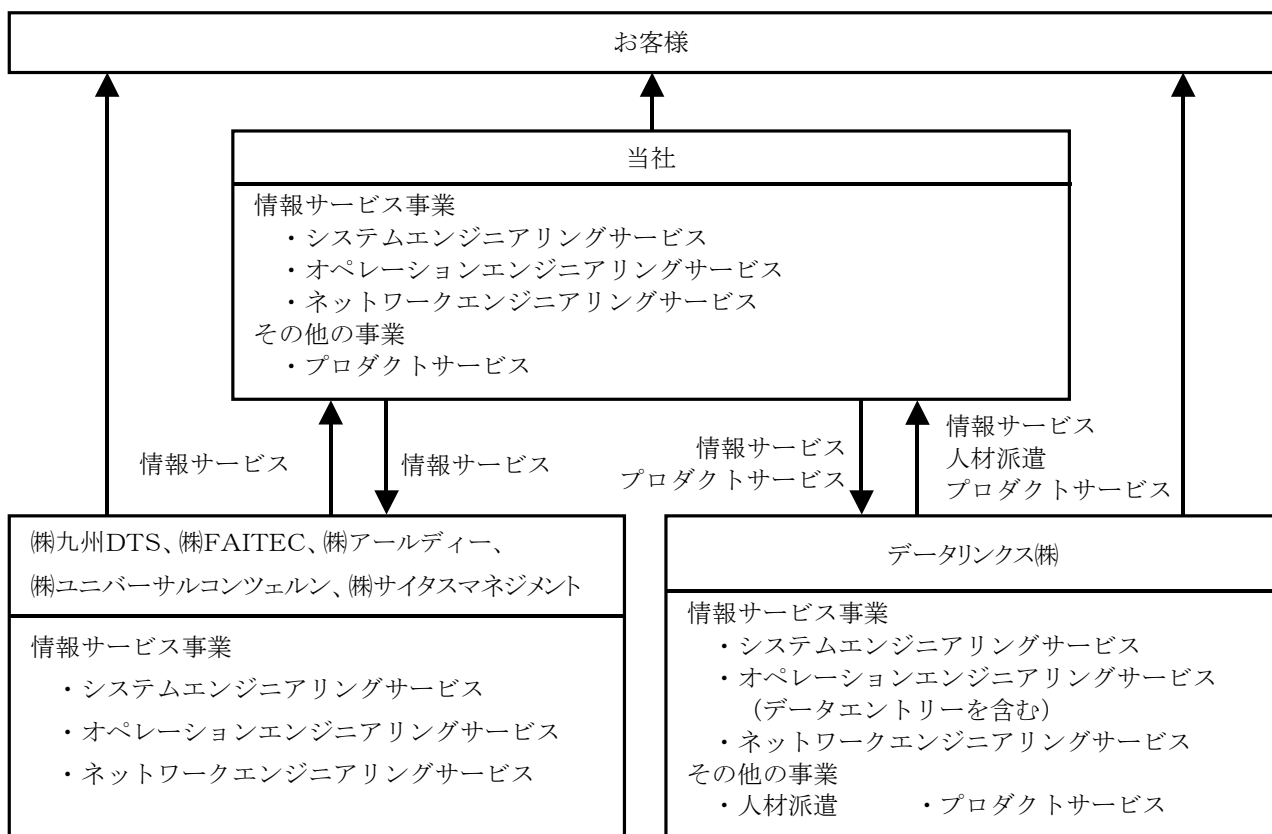 お客様
当社
情報サービス事業
・システムエンジニアリングサービス
・オペレーションエンジニアリングサービス
・ネットワークエンジニアリングサービス
その他の事業
・プロダクトサービス
情報サービス
情報サービス
情報サービス
プロダクトサービス
情報サービス
人材派遣
プロダクトサービス
㈱九州DTS、㈱FAITEC、㈱アールディー、
㈱ユニバーサルコンツェルン、㈱サイタスマネジメント
情報サービス事業
・システムエンジニアリングサービス
・オペレーションエンジニアリングサービス
・ネットワークエンジニアリングサービス
データリンクス㈱
情報サービス事業
・システムエンジニアリングサービス
・オペレーションエンジニアリングサービス
（データエントリーを含む）
・ネットワークエンジニアリングサービス
その他の事業
・人材派遣 ・プロダクトサービス